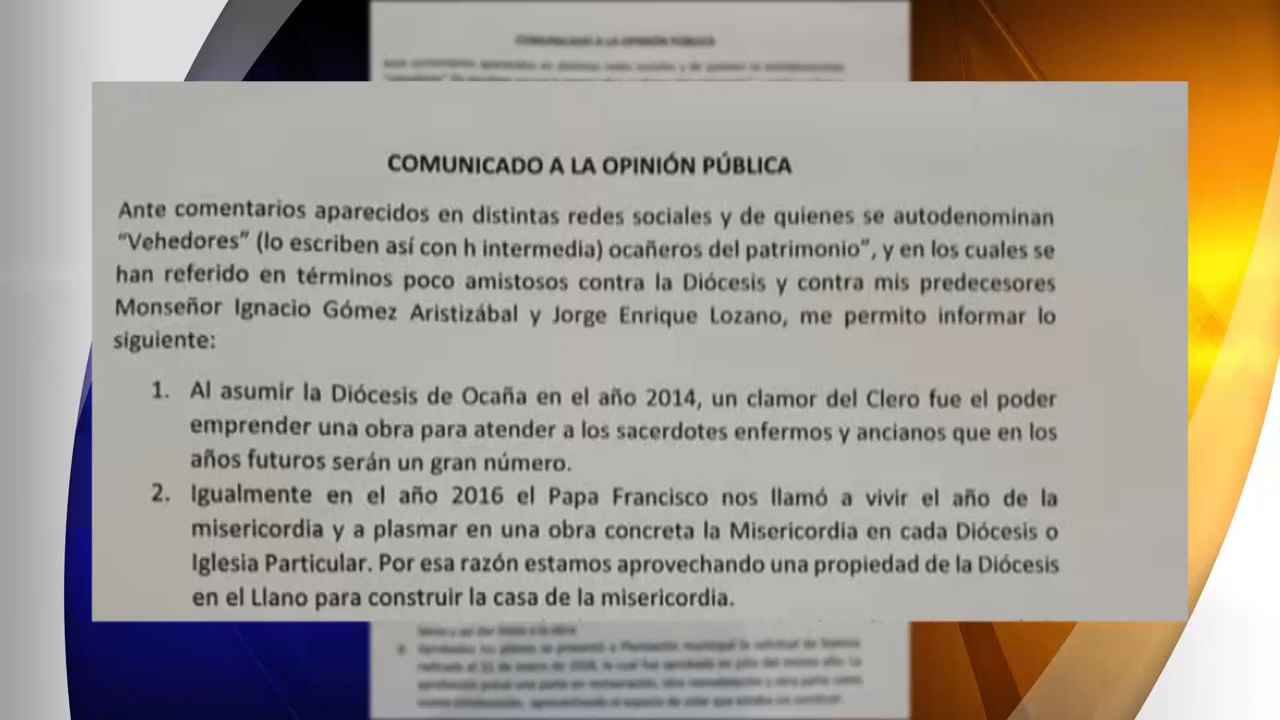 COMUNICADO A LA OPINIÓN PÚBLICA
COMUNICADO A LA OPINIÓN PÚBLICA
Ante comentarios aparecidos en distintas redes sociales y de quienes se autodenominan
“Vehedores” (lo escriben así con h intermedia) ocañeros del patrimonio”, y en los cuales se
han referido en términos poco amistosos contra la Diócesis y contra mis predecesores
Monseñor Ignacio Gómez Aristizábal y Jorge Enrique Lozano, me permito informar lo
siguiente:
1. Al asumir la Diócesis de Ocaña en el año 2014, un clamor del Clero fue el poder
emprender una obra para atender a los sacerdotes enfermos y ancianos que en los
años futuros serán un gran número.
2. Igualmente en el año 2016 el Papa Francisco nos llamó a vivir el año de la
misericordia y a plasmar en una obra concreta la Misericordia en cada Diócesis o
Iglesia Particular. Por esa razón estamos aprovechando una propiedad de la Diócesis
en el Llano para construir la casa de la misericordia.